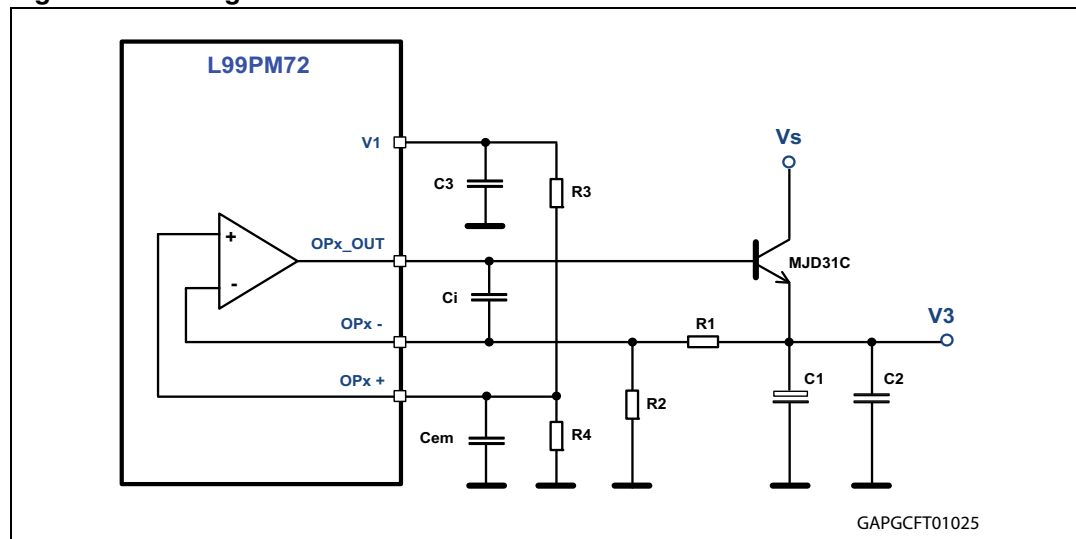 L99PM72
V1
Vs
C3
R3
OPx_OUT
MJD31C
Ci
V3
OPx -
R1
OPx +
C1
C2
R2
Cem
R4
+
-
GAPGCFT01025